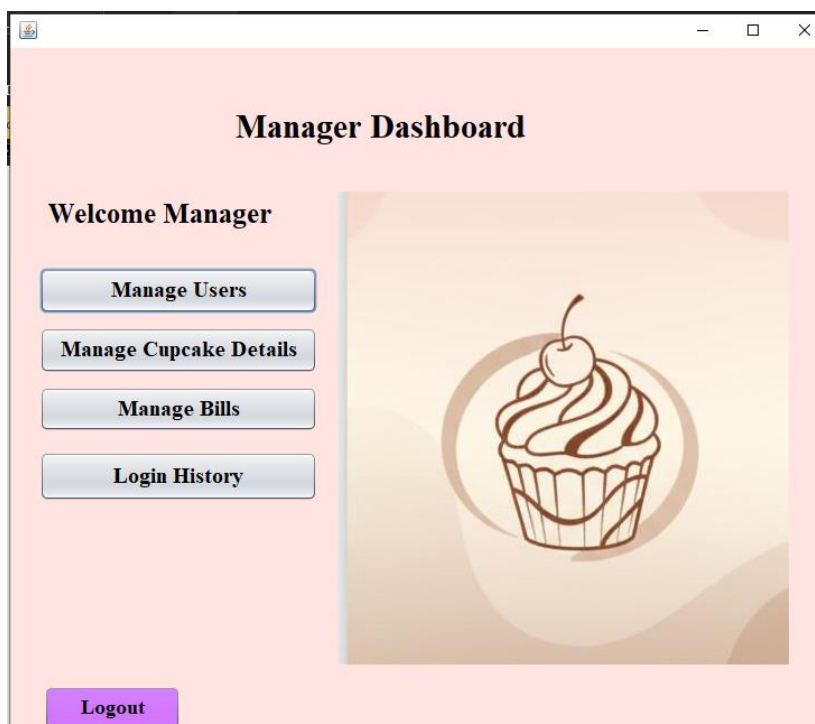 Manager Dashboard
Welcome Manager
Manage Users
Manage Cupcake Details
Manage Bills
Login History
Logout